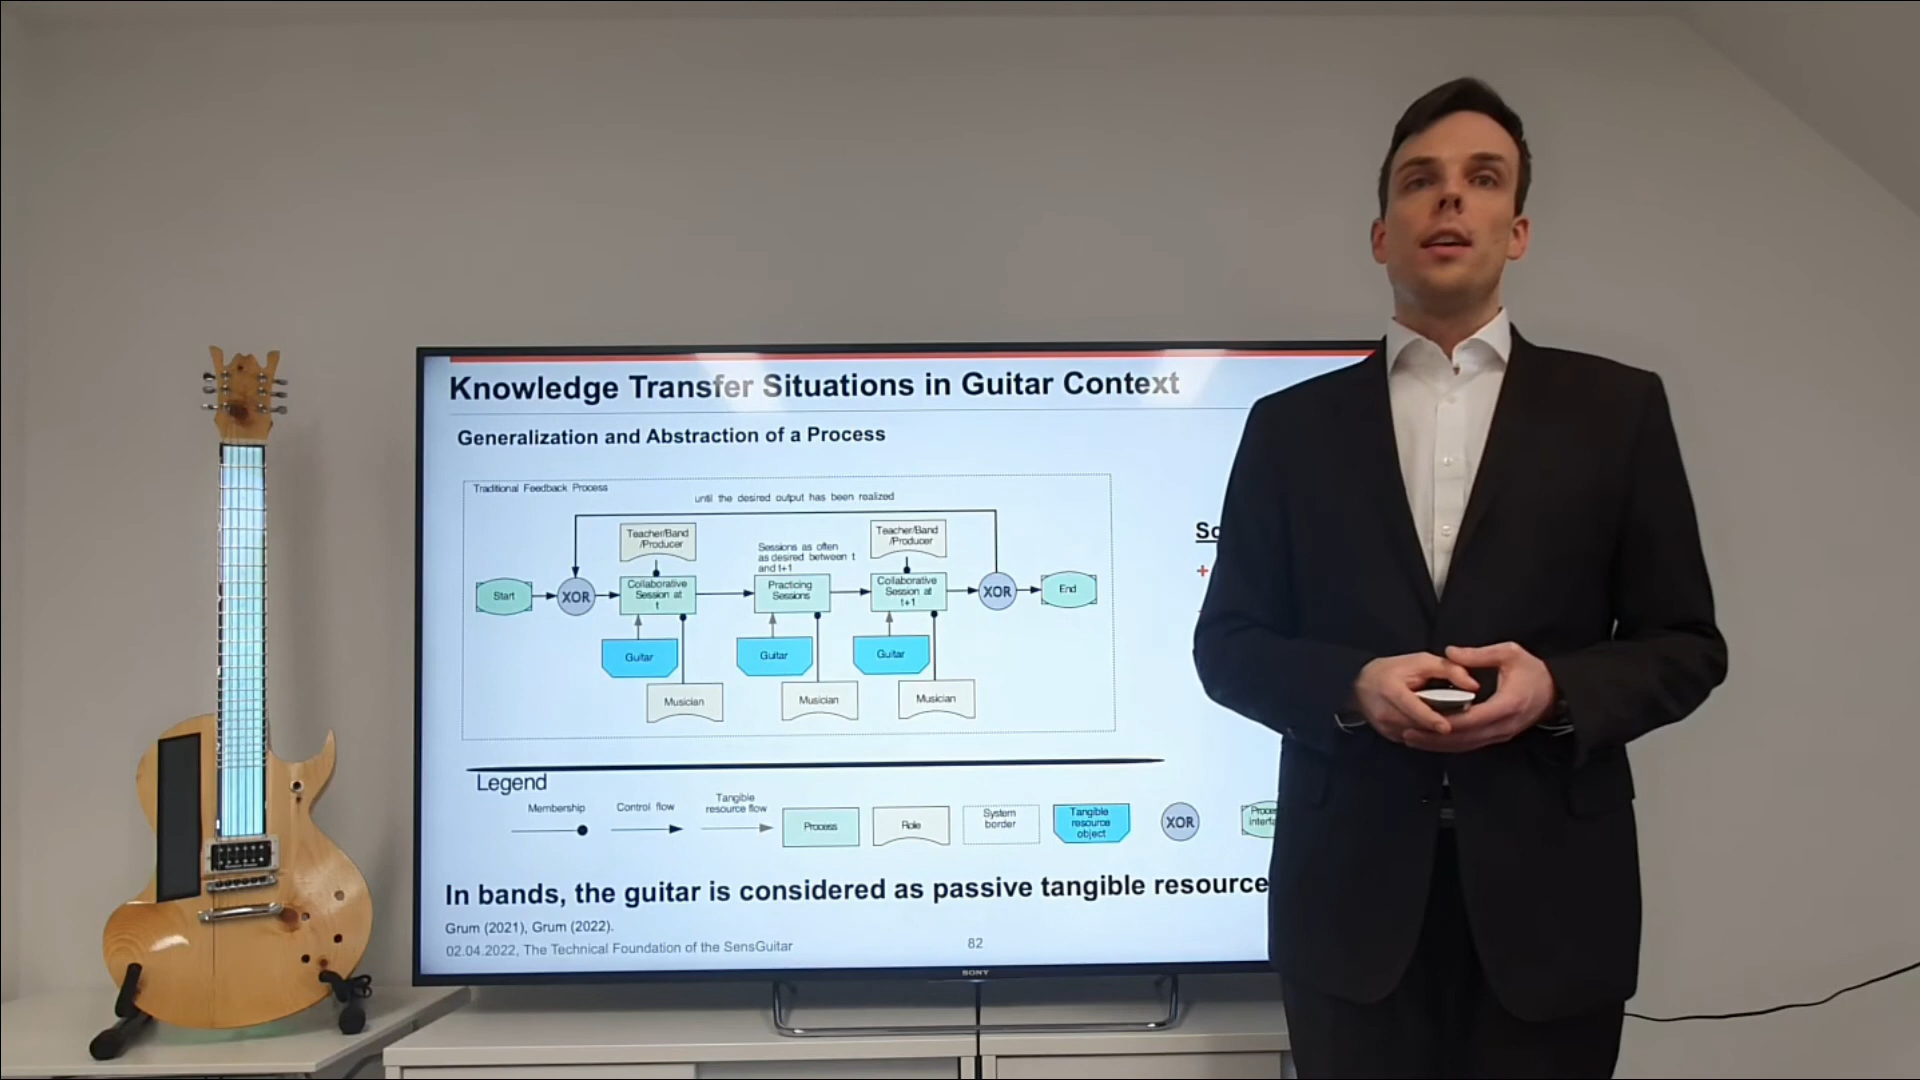 Knowledge Transfer Situations in Guitar Context
Generalization and Abstraction of a Process
Traditional Feedback Process
until the desired output has been realized
Teacher/Band
/Producer
Sessions as often
as desired between t
and t+1
Teacher/Band
/Producer
Start
XOR
Collaborative
Session at
t
Practicing
Sessions
Collaborative
Session at
t+1
XOR
End
Guitar
Guitar
Guitar
Musician
Musician
Musician
+
Legend
Membership
Control flow
Tangible
resource flow
Process
Role
System
border
Tangible
resource
object
XOR
In bands, the guitar is considered as passive tangible resource
Grum (2021), Grum (2022).
02.04.2022, The Technical Foundation of the SensGuitar
82
SONY